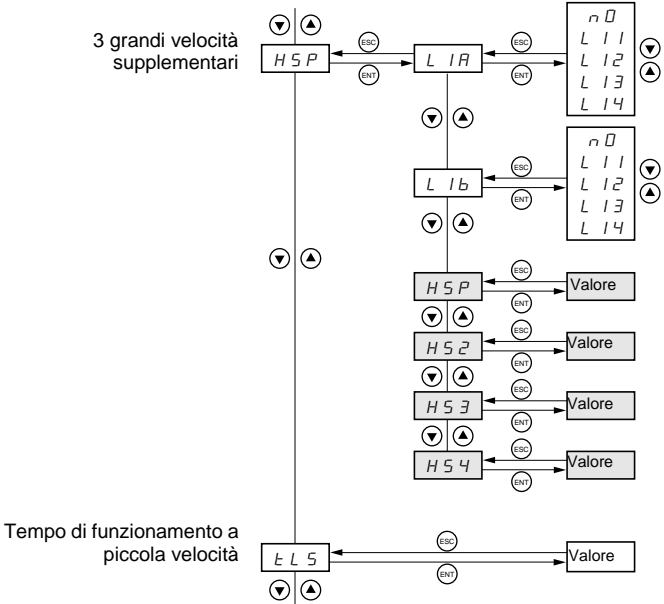 3 grandi velocità
supplementari
HSP
ESC
ENT
LIA
ESC
ENT
nO
LI1
LI2
LI3
LI4
LIb
ESC
ENT
nO
LI1
LI2
LI3
LI4
HSP
ESC
ENT
Valore
HS2
ESC
ENT
Valore
HS3
ESC
ENT
Valore
HS4
ESC
ENT
Valore
Tempo di funzionamento a
piccola velocità
tLS
ESC
ENT
Valore